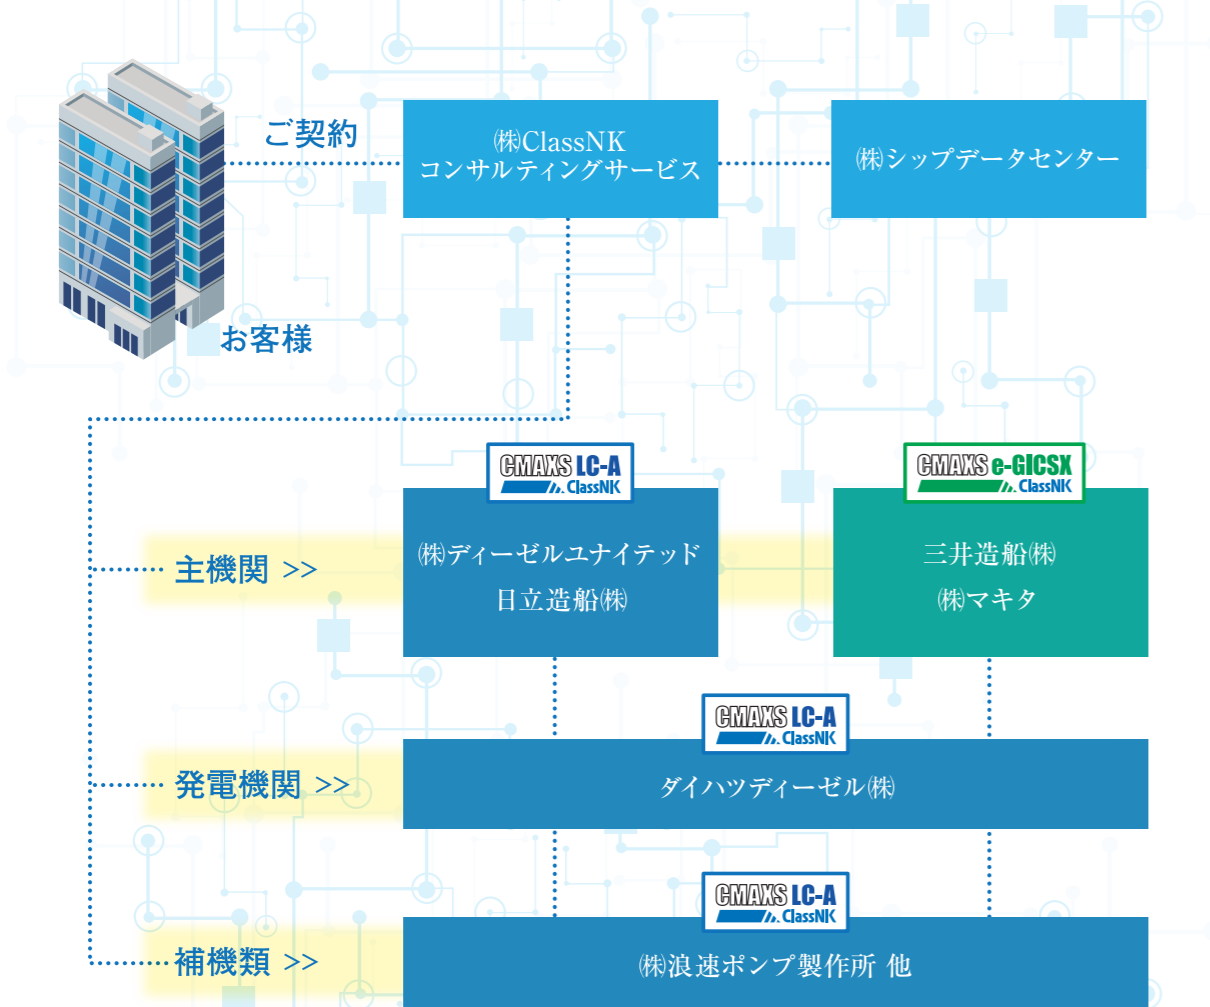 ご契約
㈱ClassNK
コンサルティングサービス
㈱シップデータセンター
お客様
CMAXS LC-A
ClassNK
CMAXS e-GICSX
ClassNK
主機関 >>
㈱ディーゼルユナイテッド
日立造船㈱
三井造船㈱
㈱マキタ
CMAXS LC-A
ClassNK
発電機関 >>
ダイハツディーゼル㈱
CMAXS LC-A
ClassNK
補機類 >>
㈱浪速ポンプ製作所 他